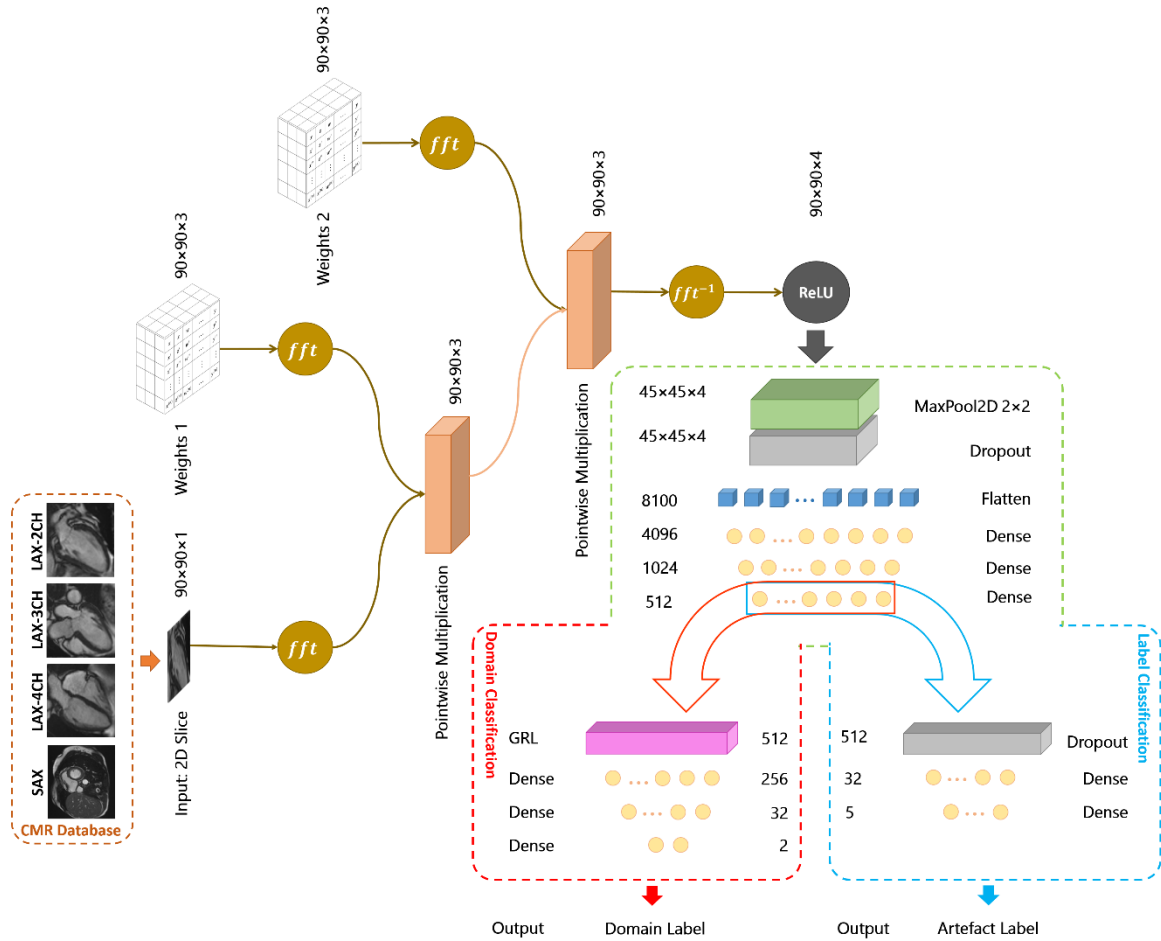 90×90×3
Weights 2
fft
90×90×3
Weights 1
fft
90×90×3
Pointwise Multiplication
90×90×3
Pointwise Multiplication
fft⁻¹
90×90×4
ReLU
LAX-2CH
LAX-3CH
LAX-4CH
SAX
CMR Database
90×90×1
Input: 2D Slice
fft
45×45×4
MaxPool2D 2×2
45×45×4
Dropout
8100
Flatten
4096
Dense
1024
Dense
512
Dense
Domain Classification
GRL
512
Dense
256
Dense
32
Dense
2
Label Classification
512
Dropout
32
Dense
5
Dense
Output
Domain Label
Output
Artefact Label